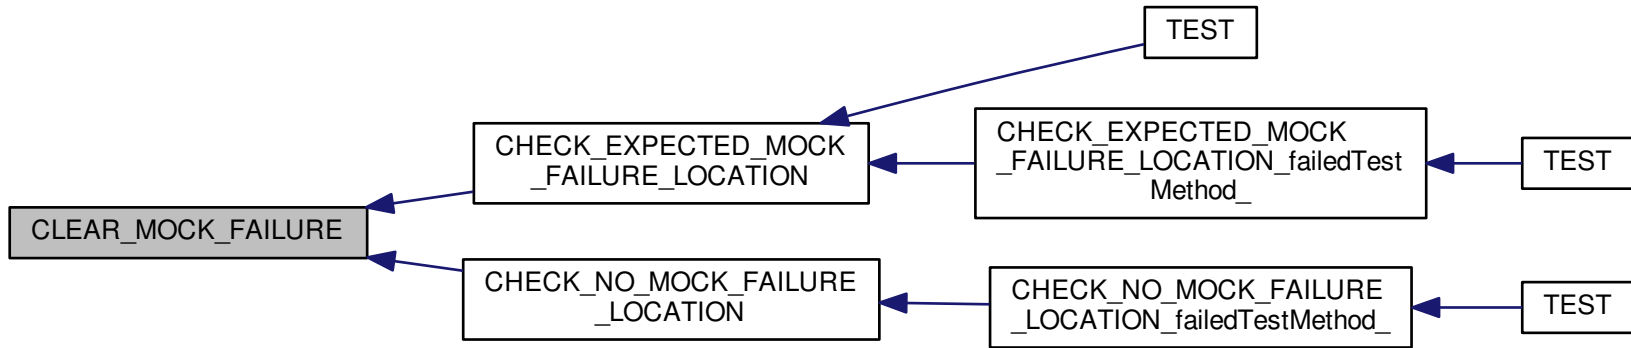 TEST
CHECK_EXPECTED_MOCK
_FAILURE_LOCATION_failedTest
Method_
CHECK_EXPECTED_MOCK
_FAILURE_LOCATION
TEST
CLEAR_MOCK_FAILURE
CHECK_NO_MOCK_FAILURE
_LOCATION
CHECK_NO_MOCK_FAILURE
_LOCATION_failedTestMethod_
TEST